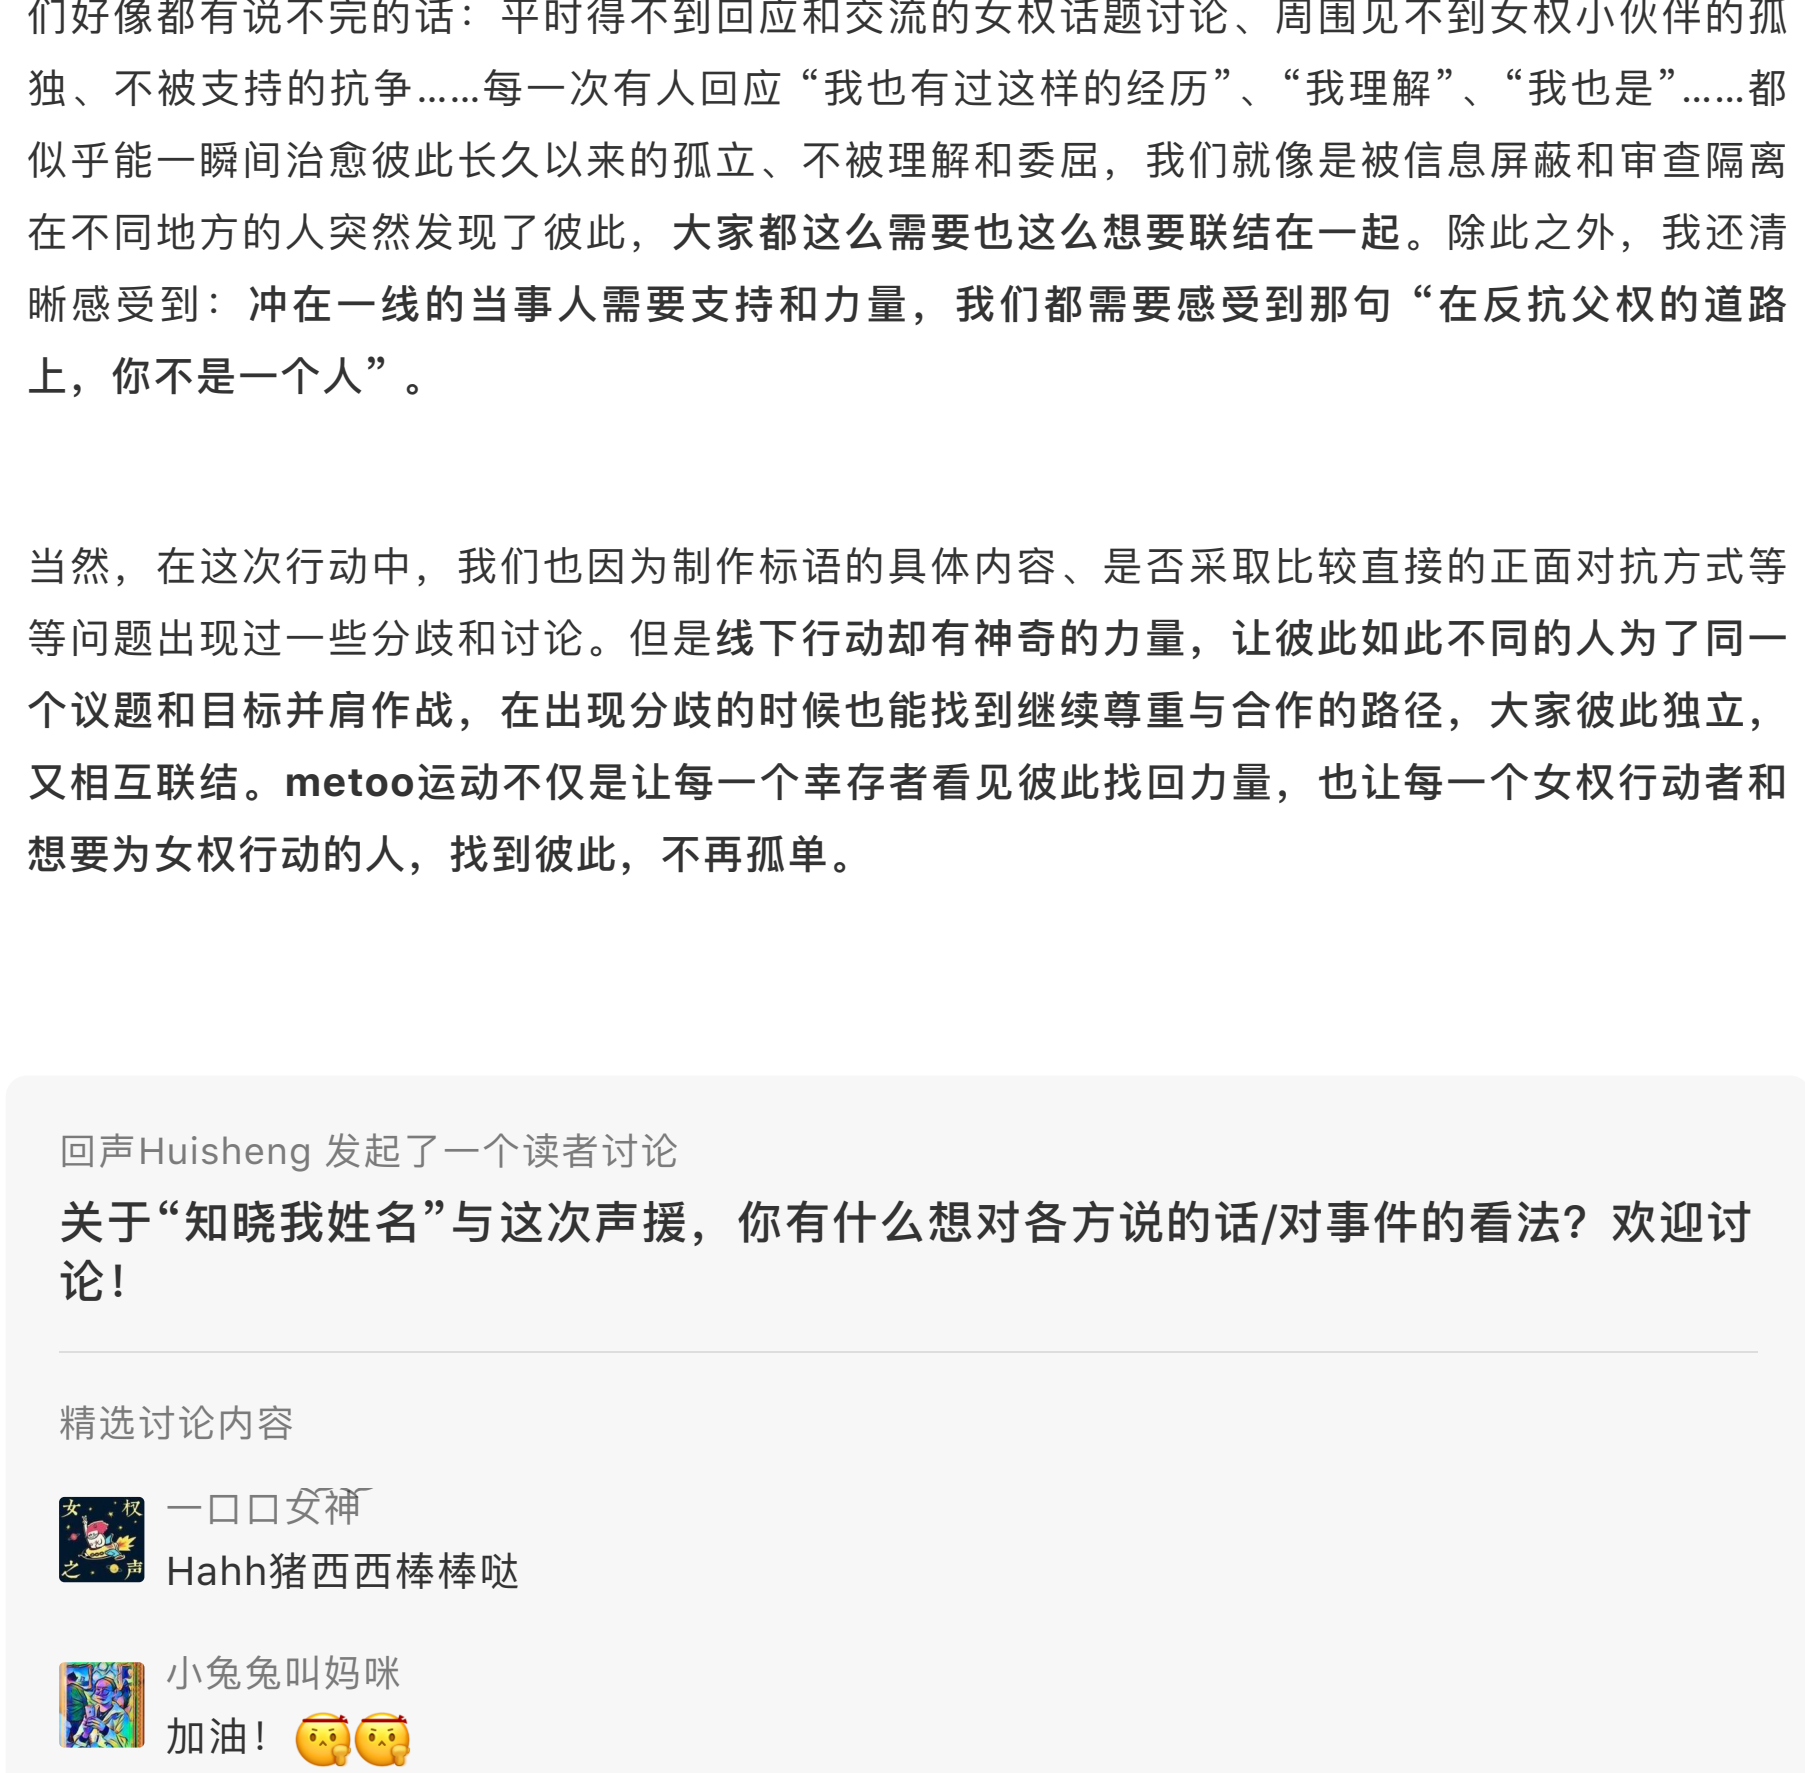 们好像都有说不完的话：平时得不到回应和交流的女权话题讨论、周围见不到女权小伙伴的孤
独、不被支持的抗争……每一次有人回应 “我也有过这样的经历”、“我理解”、“我也是”……都
似乎能一瞬间治愈彼此长久以来的孤立、不被理解和委屈，我们就像是被信息屏蔽和审查隔离
在不同地方的人突然发现了彼此，大家都这么需要也这么想要联结在一起。除此之外，我还清
晰感受到：冲在一线的当事人需要支持和力量，我们都需要感受到那句 “在反抗父权的道路
上，你不是一个人” 。
当然，在这次行动中，我们也因为制作标语的具体内容、是否采取比较直接的正面对抗方式等
等问题出现过一些分歧和讨论。但是线下行动却有神奇的力量，让彼此如此不同的人为了同一
个议题和目标并肩作战，在出现分歧的时候也能找到继续尊重与合作的路径，大家彼此独立，
又相互联结。metoo运动不仅是让每一个幸存者看见彼此找回力量，也让每一个女权行动者和
想要为女权行动的人，找到彼此，不再孤单。
回声Huisheng 发起了一个读者讨论
关于“知晓我姓名”与这次声援，你有什么想对各方说的话/对事件的看法？欢迎讨
论！
精选讨论内容
女权之声
一口口女神
Hahh猪西西棒棒哒
小兔兔叫妈咪
加油！